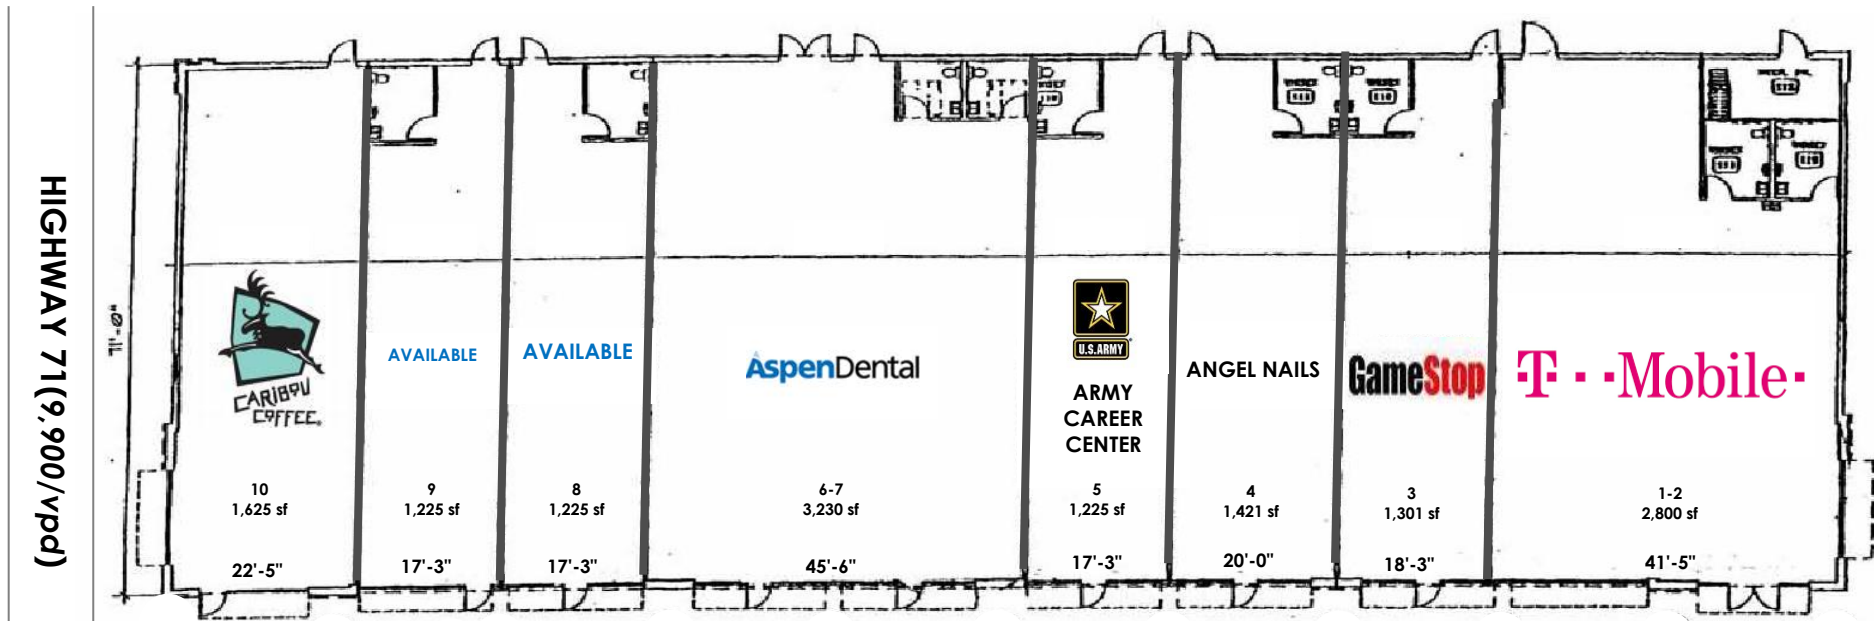 HIGHWAY 71(9,900/vpd)
71'-0"
CARIBOU
COFFEE®
10
1,625 sf
22'-5"
AVAILABLE
9
1,225 sf
17'-3"
AVAILABLE
8
1,225 sf
17'-3"
AspenDental
6-7
3,230 sf
45'-6"
U.S.ARMY
ARMY
CAREER
CENTER
5
1,225 sf
17'-3"
ANGEL NAILS
4
1,421 sf
20'-0"
GameStop
3
1,301 sf
18'-3"
T··Mobile·
1-2
2,800 sf
41'-5"